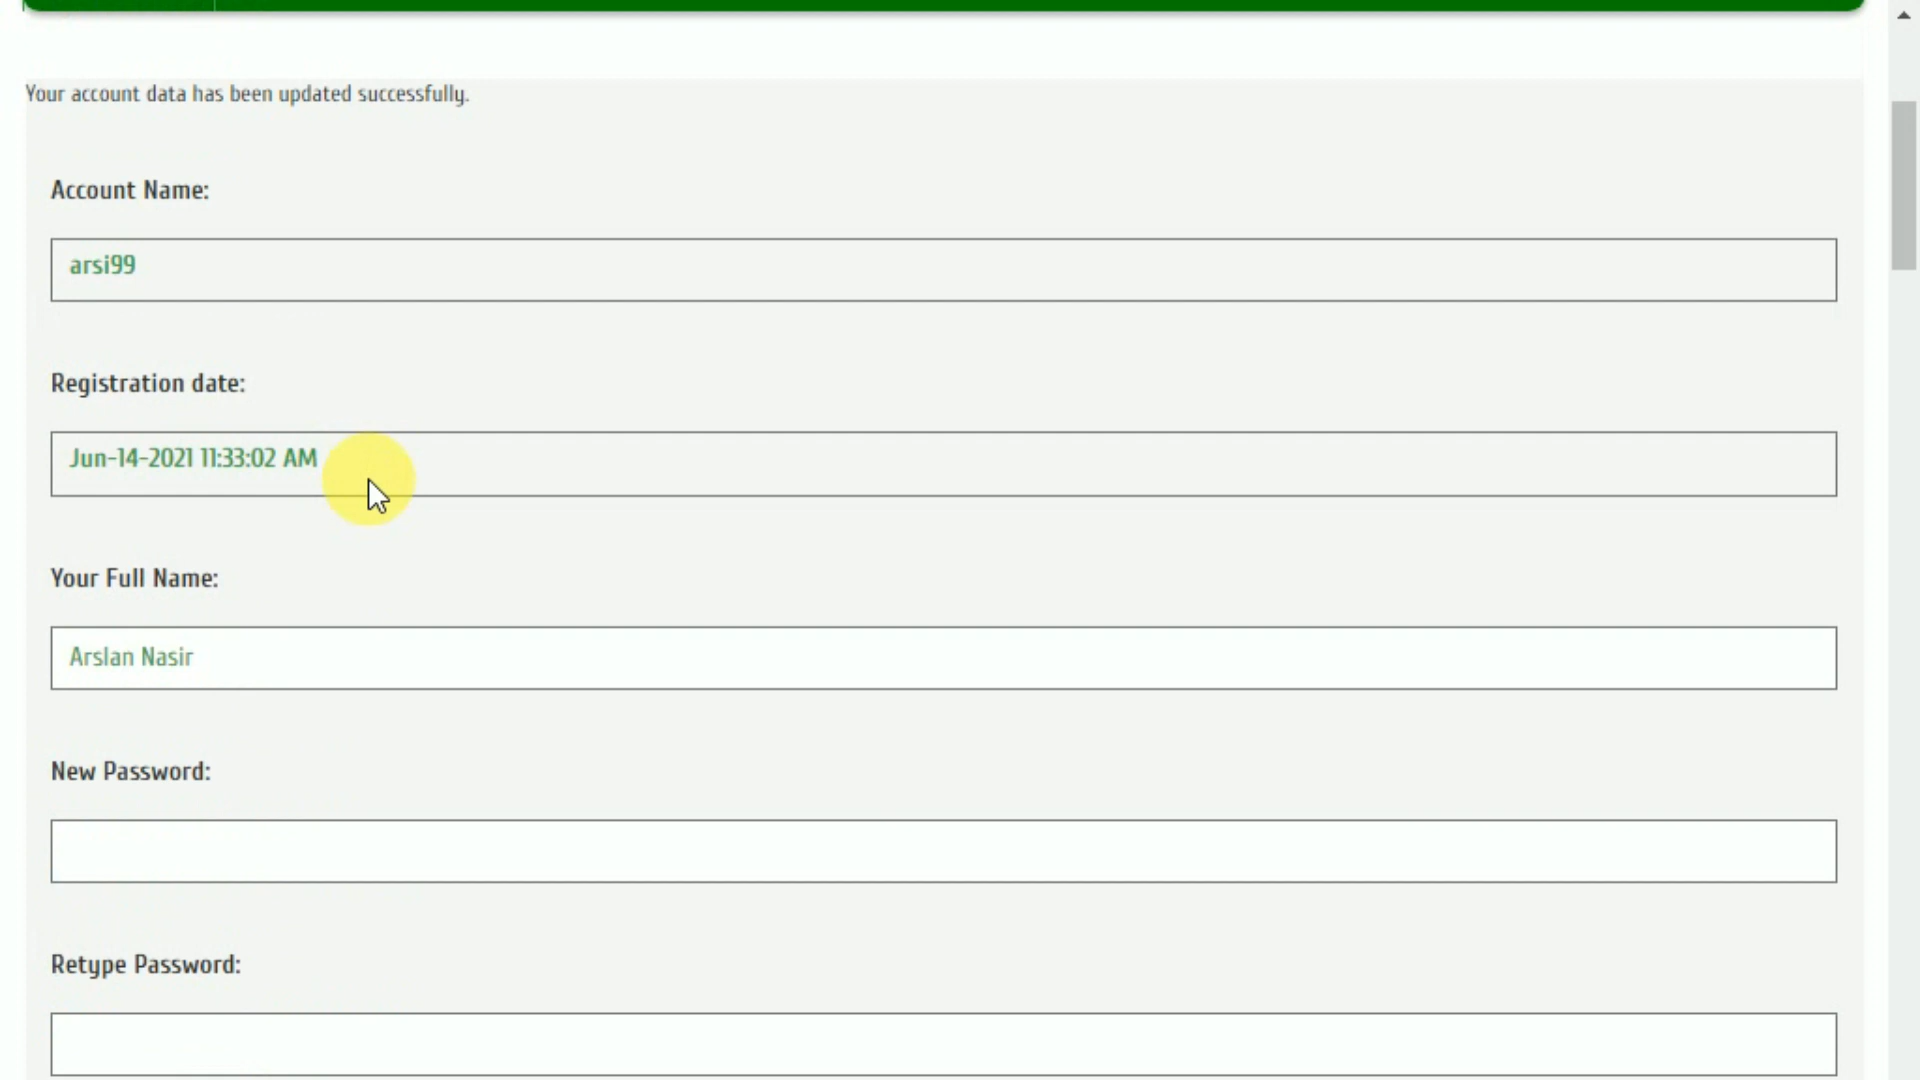 Your account data has been updated successfully.
Account Name:
arsi99
Registration date:
Jun-14-2021 11:33:02 AM
Your Full Name:
Arslan Nasir
New Password:
Retype Password: